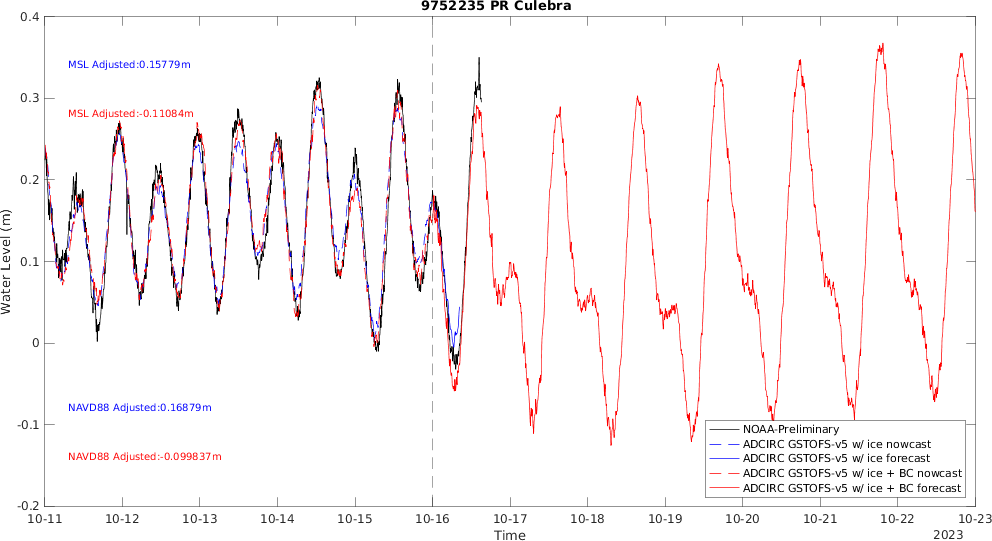 9752235 PR Culebra
0.4
0.3
0.2
0.1
0
-0.1
-0.2
Water Level (m)
MSL Adjusted:0.15779m
MSL Adjusted:-0.11084m
NAVD88 Adjusted:0.16879m
NAVD88 Adjusted:-0.099837m
NOAA-Preliminary
ADCIRC GSTOFS-v5 w/ ice nowcast
ADCIRC GSTOFS-v5 w/ ice forecast
ADCIRC GSTOFS-v5 w/ ice + BC nowcast
ADCIRC GSTOFS-v5 w/ ice + BC forecast
10-11 10-12 10-13 10-14 10-15 10-16 10-17 10-18 10-19 10-20 10-21 10-22 10-23
Time
2023